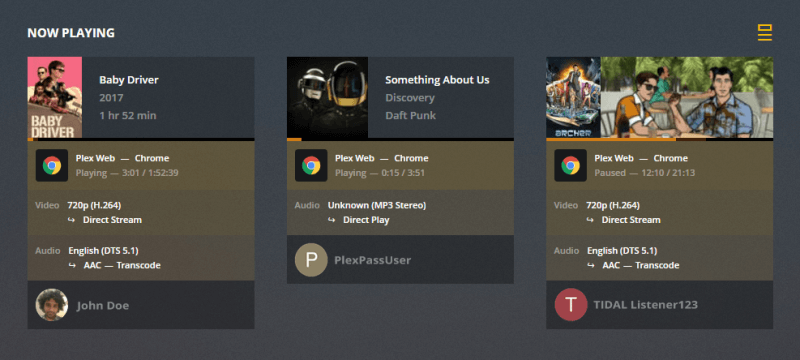 NOW PLAYING
BABY
DRIVER
Baby Driver
2017
1 hr 52 min
Plex Web — Chrome
Playing — 3:01 / 1:52:39
Video 720p (H.264)
↪ Direct Stream
Audio English (DTS 5.1)
↪ AAC — Transcode
John Doe
Something About Us
Discovery
Daft Punk
Plex Web — Chrome
Playing — 0:15 / 3:51
Audio Unknown (MP3 Stereo)
↪ Direct Play
P PlexPassUser
ARCHER
Plex Web — Chrome
Paused — 12:10 / 21:13
Video 720p (H.264)
↪ Direct Stream
Audio English (DTS 5.1)
↪ AAC — Transcode
T TIDAL Listener123